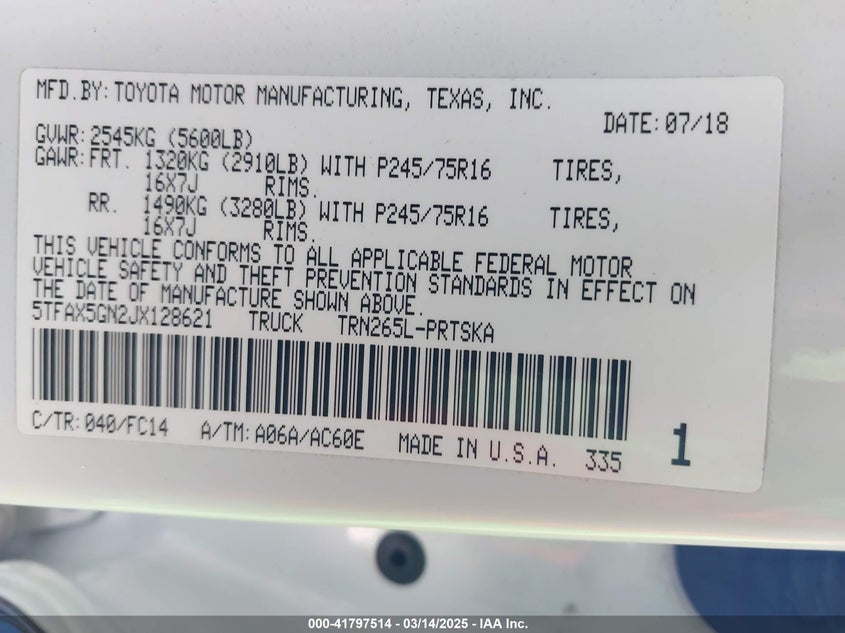 MFD.BY:TOYOTA MOTOR MANUFACTURING, TEXAS, INC.
DATE:07/18
GVWR:2545KG (5600LB)
GAWR:FRT. 1320KG (2910LB) WITH P245/75R16 TIRES,
16X7J RIMS.
RR. 1490KG (3280LB) WITH P245/75R16 TIRES,
16X7J RIMS.
THIS VEHICLE CONFORMS TO ALL APPLICABLE FEDERAL MOTOR
VEHICLE SAFETY AND THEFT PREVENTION STANDARDS IN EFFECT ON
THE DATE OF MANUFACTURE SHOWN ABOVE.
5TFAX5GN2JX128621 TRUCK TRN265L-PRTSKA
C/TR:040/FC14 A/TM:A06A/AC60E MADE IN U.S.A. 335 1
000-41797514 - 03/14/2025 - IAA Inc.